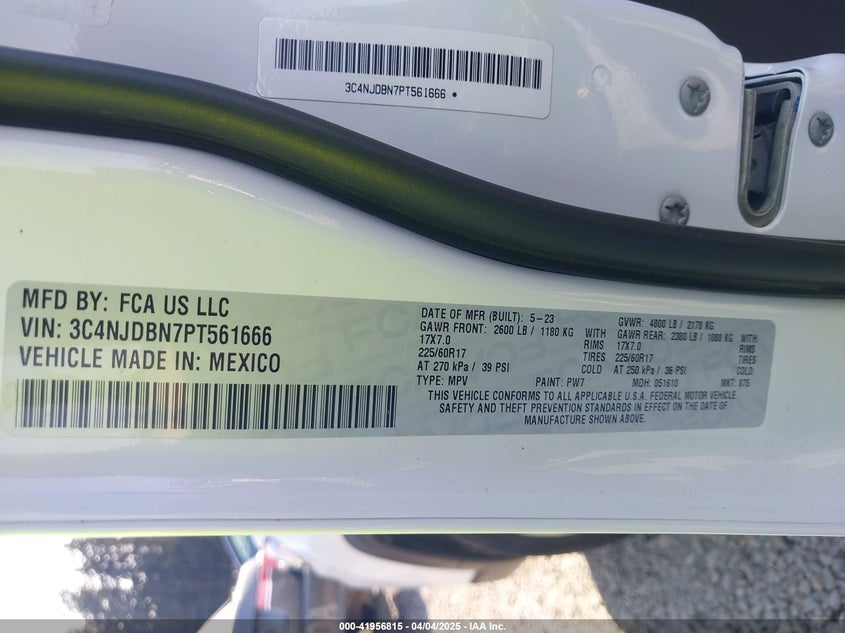 3C4NJDBN7PT561666 •
MFD BY: FCA US LLC
VIN: 3C4NJDBN7PT561666
VEHICLE MADE IN: MEXICO
DATE OF MFR (BUILT): 5-23 GVWR: 4800 LB / 2178 KG
GAWR FRONT: 2600 LB / 1180 KG WITH GAWR REAR: 2380 LB / 1080 KG WITH
17X7.0 RIMS 17X7.0 RIMS
225/60R17 TIRES 225/60R17 TIRES
AT 270 kPa / 39 PSI COLD AT 250 kPa / 36 PSI COLD
TYPE: MPV PAINT: PW7 MDH: 051610 MKT: 875
THIS VEHICLE CONFORMS TO ALL APPLICABLE U.S.A. FEDERAL MOTOR VEHICLE
SAFETY AND THEFT PREVENTION STANDARDS IN EFFECT ON THE DATE OF
MANUFACTURE SHOWN ABOVE.
000-41956815 - 04/04/2025 - IAA Inc.